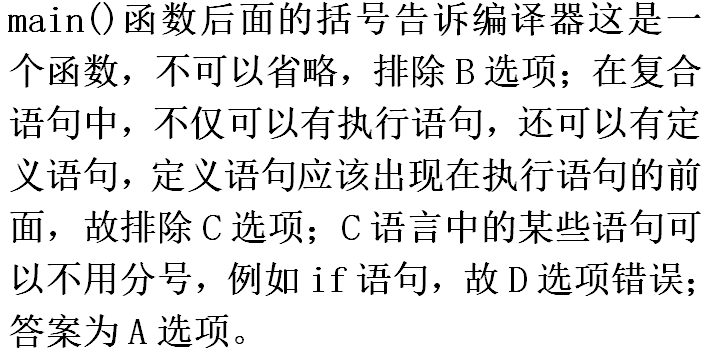 main()函数后面的括号告诉编译器这是一
个函数，不可以省略，排除B选项；在复合
语句中，不仅可以有执行语句，还可以有定
义语句，定义语句应该出现在执行语句的前
面，故排除C选项；C语言中的某些语句可
以不用分号，例如if语句，故D选项错误；
答案为A选项。